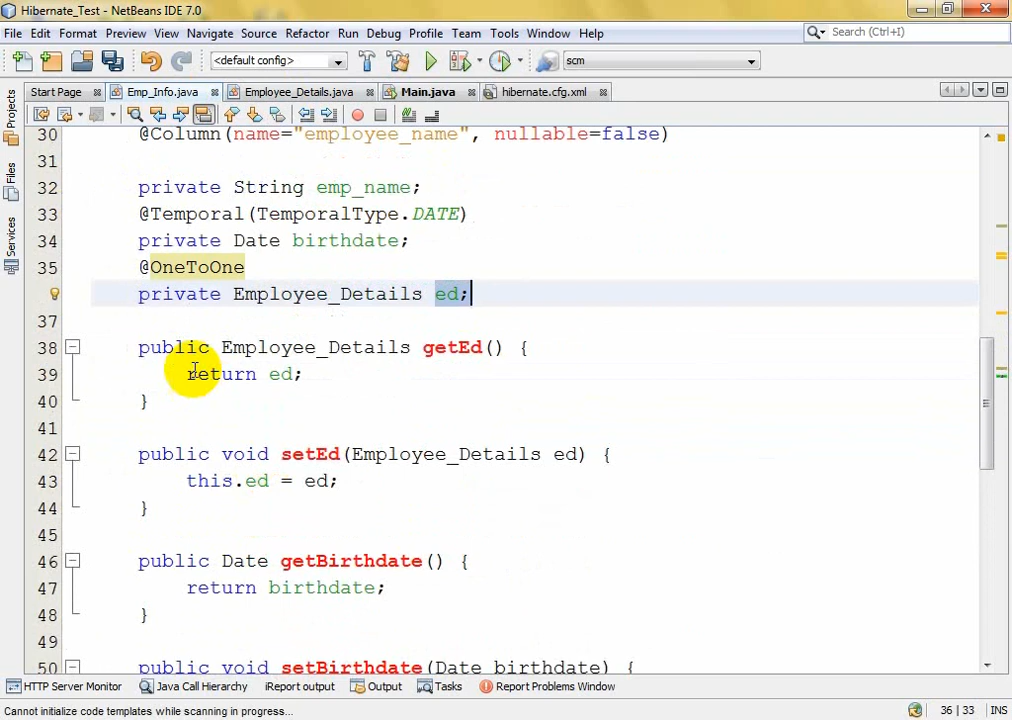 Hibernate_Test - NetBeans IDE 7.0
File Edit Format Preview View Navigate Source Refactor Run Debug Profile Team Tools Window Help
Search (Ctrl+I)
<default config>
scm
Start Page
Emp_Info.java
Employee_Details.java
Main.java
hibernate.cfg.xml
Projects
Files
Services
30 @Column(name="employee_name", nullable=false)
31
32 private String emp_name;
33 @Temporal(TemporalType.DATE)
34 private Date birthdate;
35 @OneToOne
private Employee_Details ed;
37
38 public Employee_Details getEd() {
39 return ed;
40 }
41
42 public void setEd(Employee_Details ed) {
43 this.ed = ed;
44 }
45
46 public Date getBirthdate() {
47 return birthdate;
48 }
49
50 public void setBirthdate(Date birthdate) {
HTTP Server Monitor
Java Call Hierarchy
iReport output
Output
Tasks
Report Problems Window
Cannot initialize code templates while scanning in progress...
36 | 33
INS